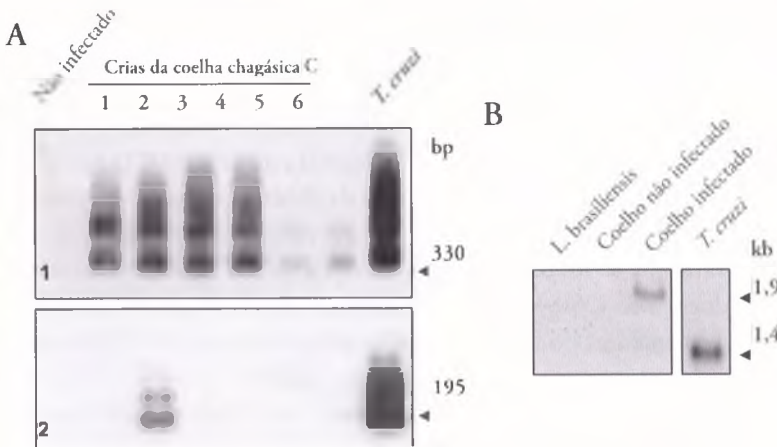 A
Não infectado
Crias da coelha chagásica C
T. cruzi
1 2 3 4 5 6
bp
1
330
2
195
B
L. brasiliensis
Coelho não infectado
Coelho infectado
T. cruzi
kb
1,9
1,4